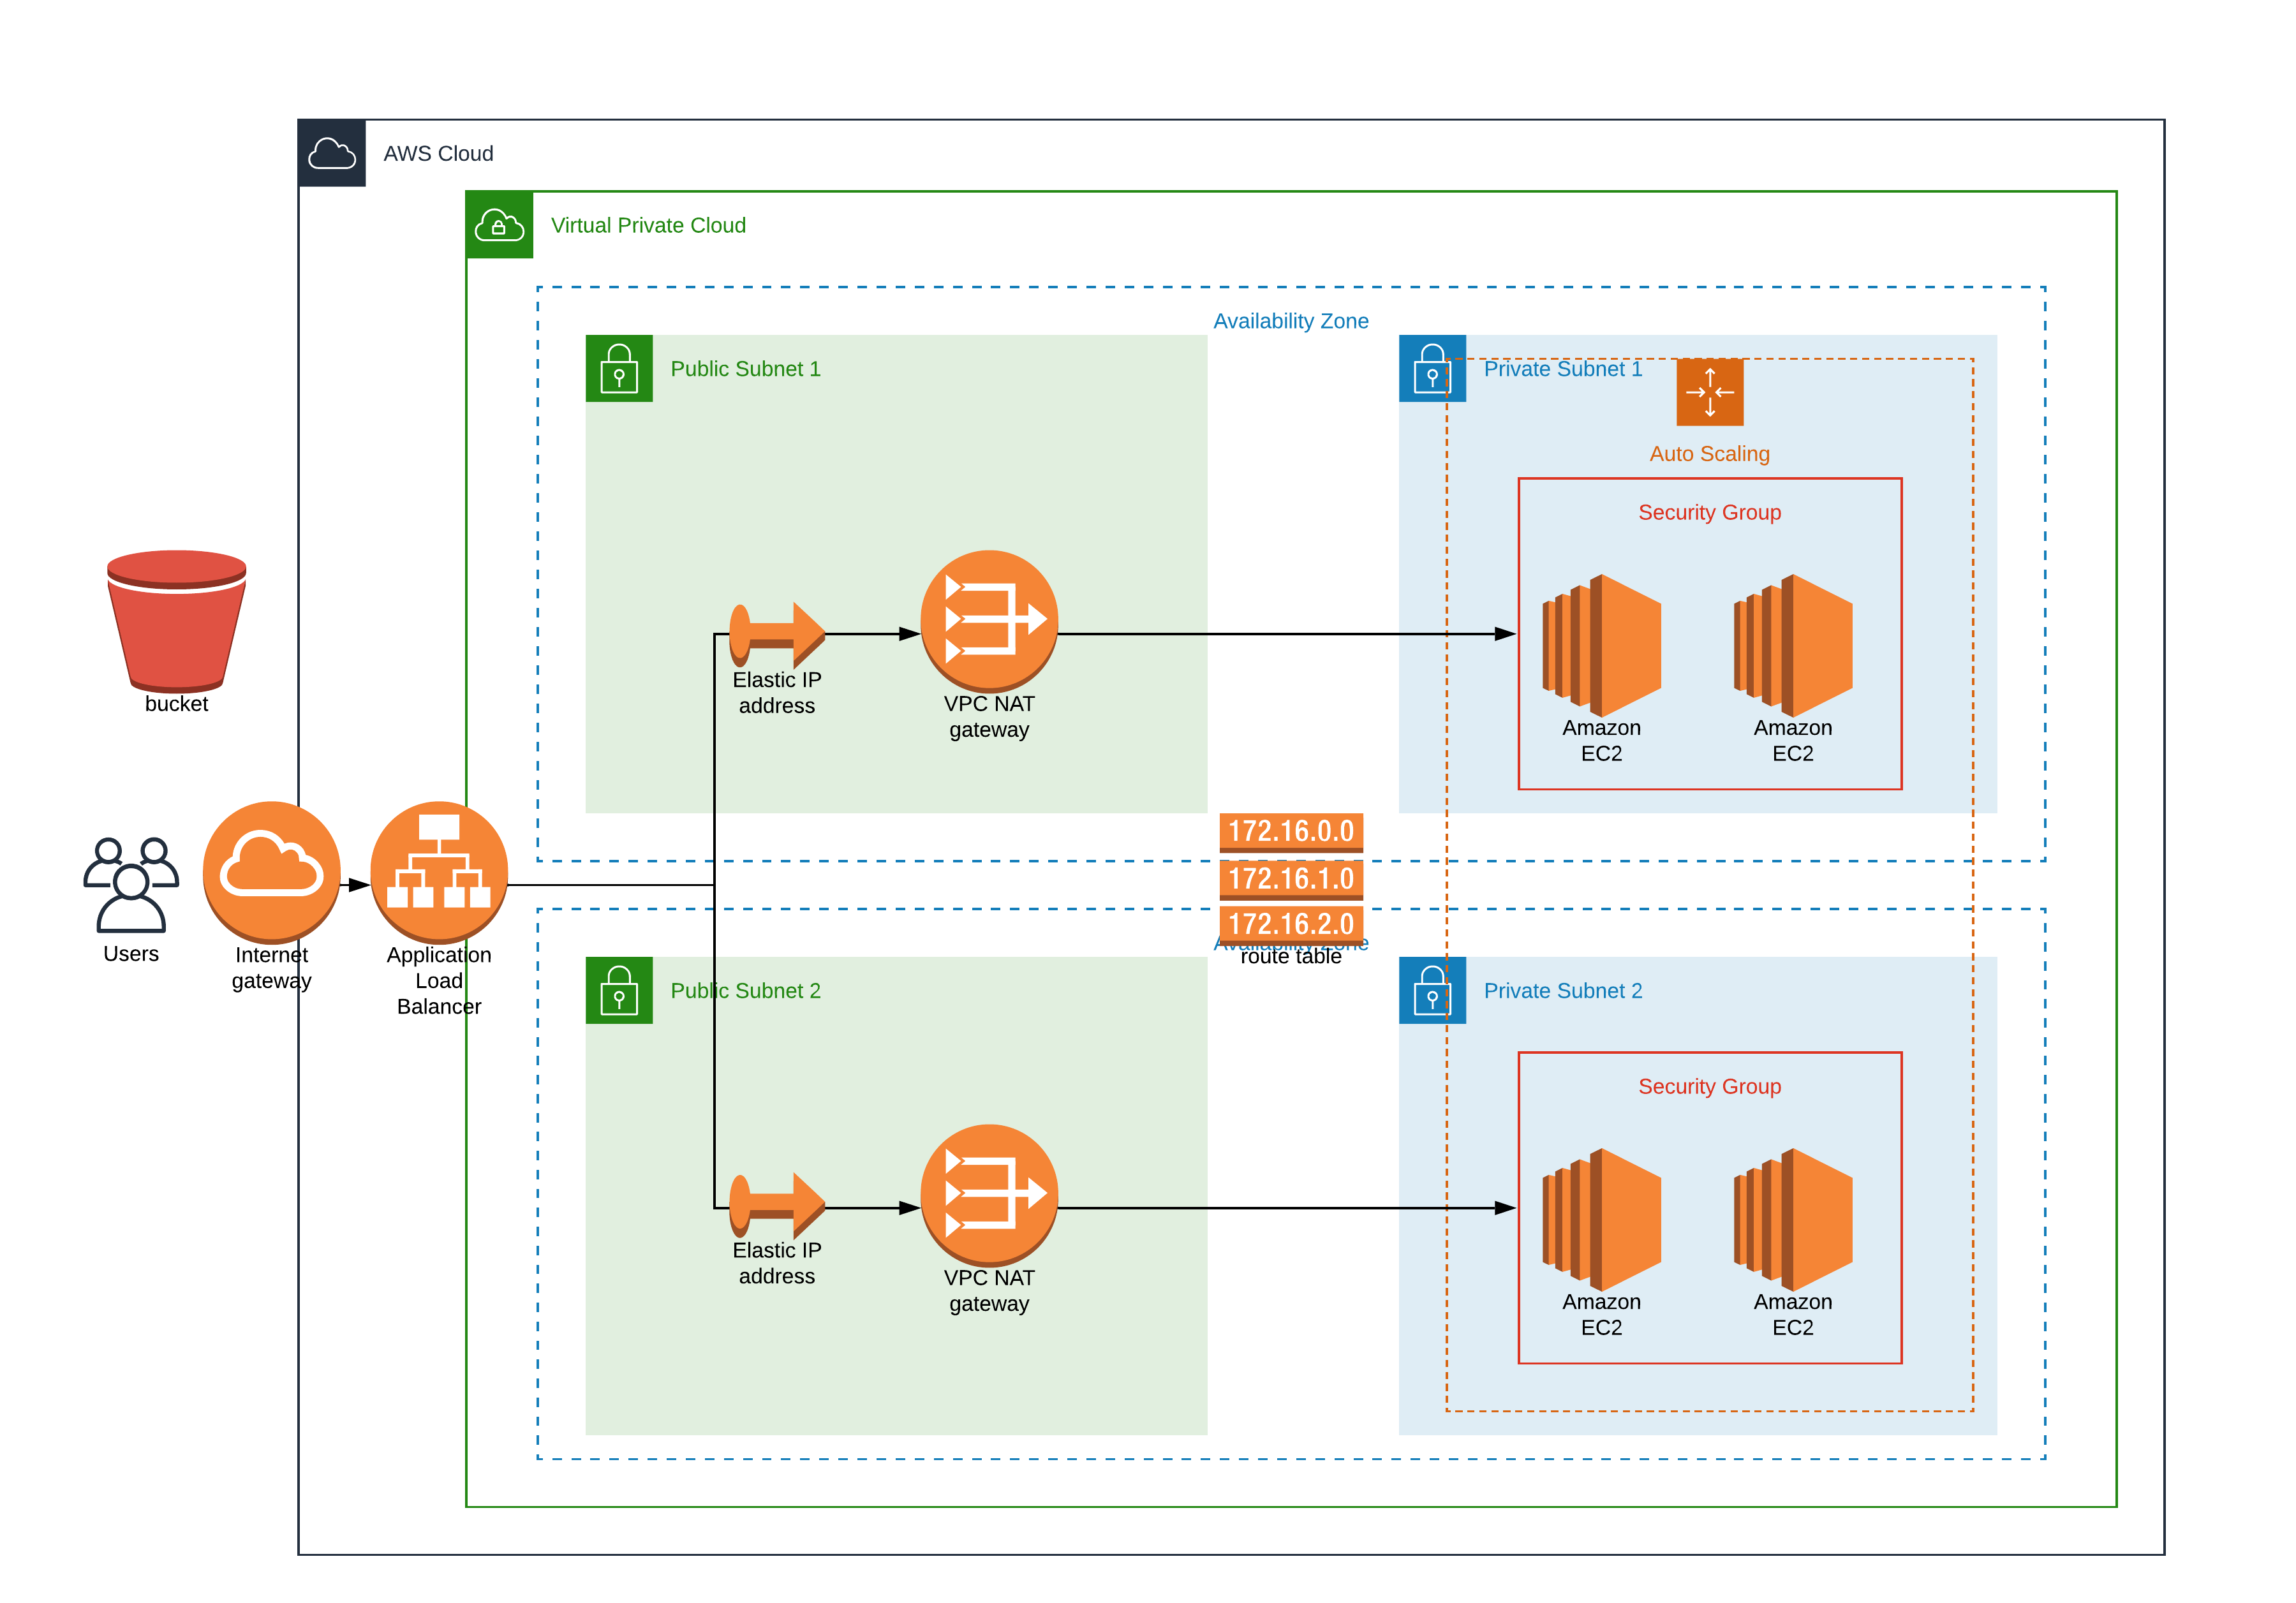 AWS Cloud
Virtual Private Cloud
Availability Zone
Public Subnet 1
Private Subnet 1
Auto Scaling
Security Group
Elastic IP
address
VPC NAT
gateway
Amazon
EC2
Amazon
EC2
bucket
Users
Internet
gateway
Application
Load
Balancer
172.16.0.0
172.16.1.0
172.16.2.0
Availability Zone
route table
Public Subnet 2
Private Subnet 2
Security Group
Elastic IP
address
VPC NAT
gateway
Amazon
EC2
Amazon
EC2